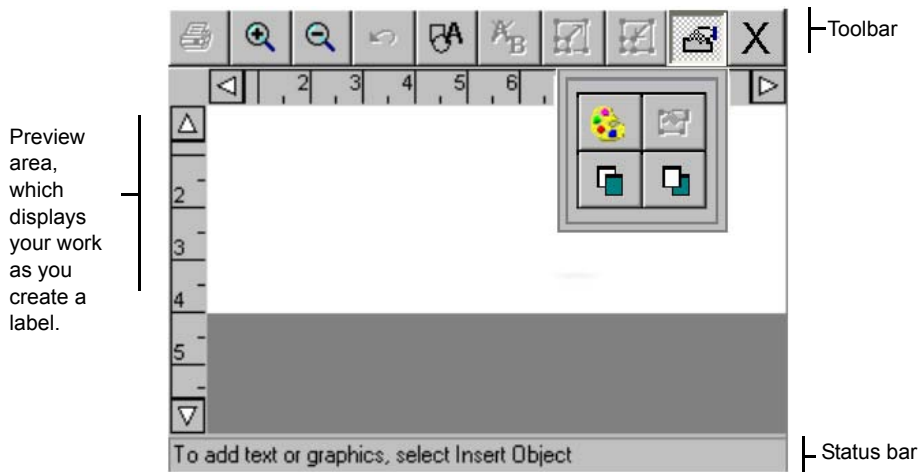 A
A
B
X
Toolbar
2 3 4 5 6
Preview
area,
which
displays
your work
as you
create a
label.
2
3
4
5
To add text or graphics, select Insert Object
Status bar